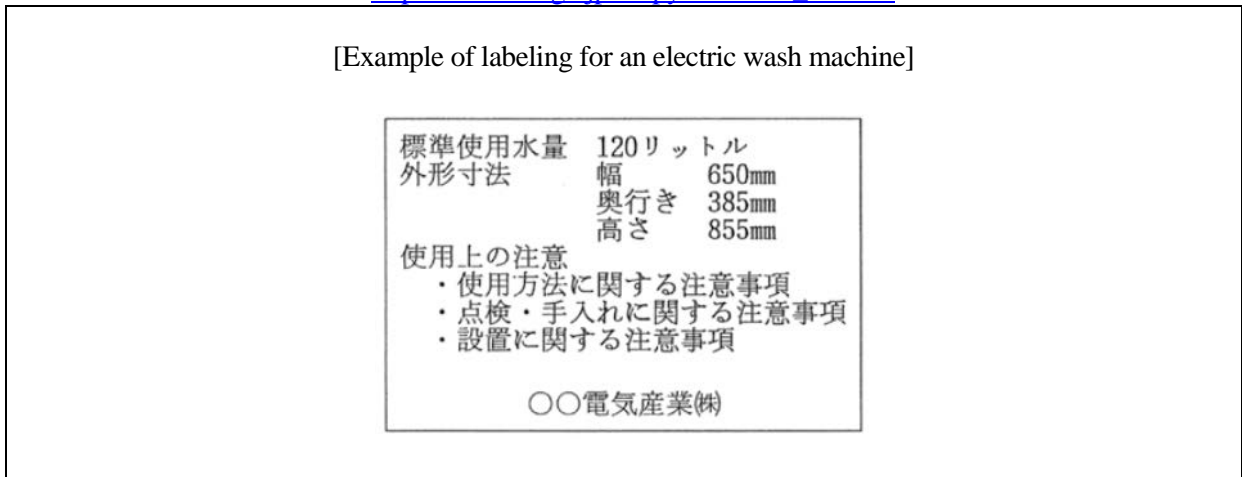 [Example of labeling for an electric wash machine]
標準使用水量 120リットル
外形寸法 幅 650㎜
奥行き 385㎜
高さ 855㎜
使用上の注意
・使用方法に関する注意事項
・点検・手入れに関する注意事項
・設置に関する注意事項
○○電気産業㈱